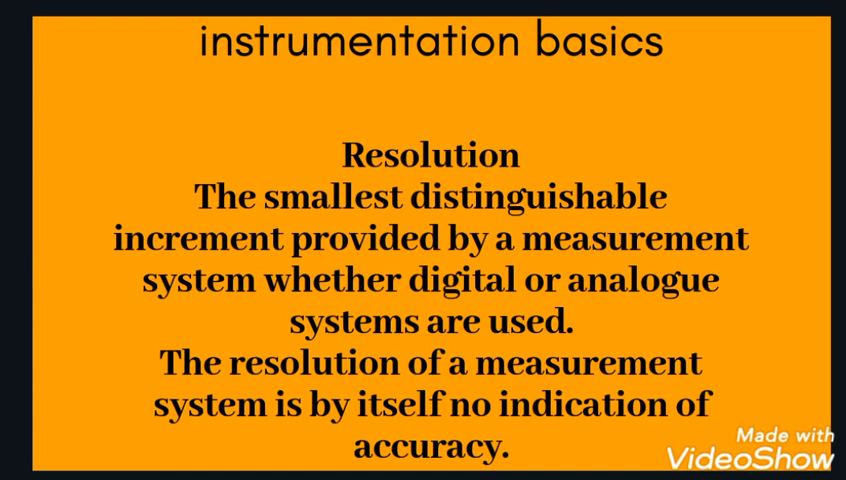 instrumentation basics
Resolution
The smallest distinguishable
increment provided by a measurement
system whether digital or analogue
systems are used.
The resolution of a measurement
system is by itself no indication of
accuracy.
Made with
VideoShow